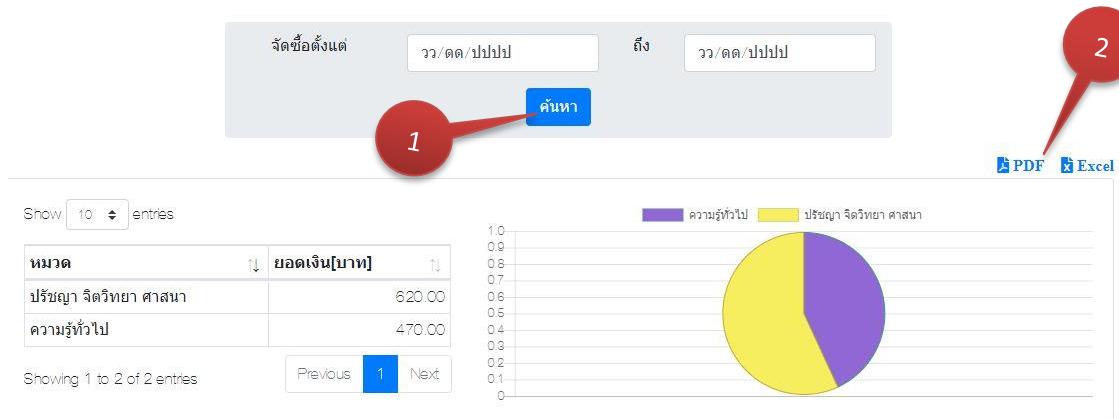 จัดซื้อตั้งแต่ วว/ดด/ปปปป ถึง วว/ดด/ปปปป
ค้นหา
1
2
PDF Excel
Show 10 entries
หมวด ยอดเงิน[บาท]
ปรัชญา จิตวิทยา ศาสนา 620.00
ความรู้ทั่วไป 470.00
Showing 1 to 2 of 2 entries
Previous 1 Next
ความรู้ทั่วไป ปรัชญา จิตวิทยา ศาสนา
1.0
0.9
0.8
0.7
0.6
0.5
0.4
0.3
0.2
0.1
0